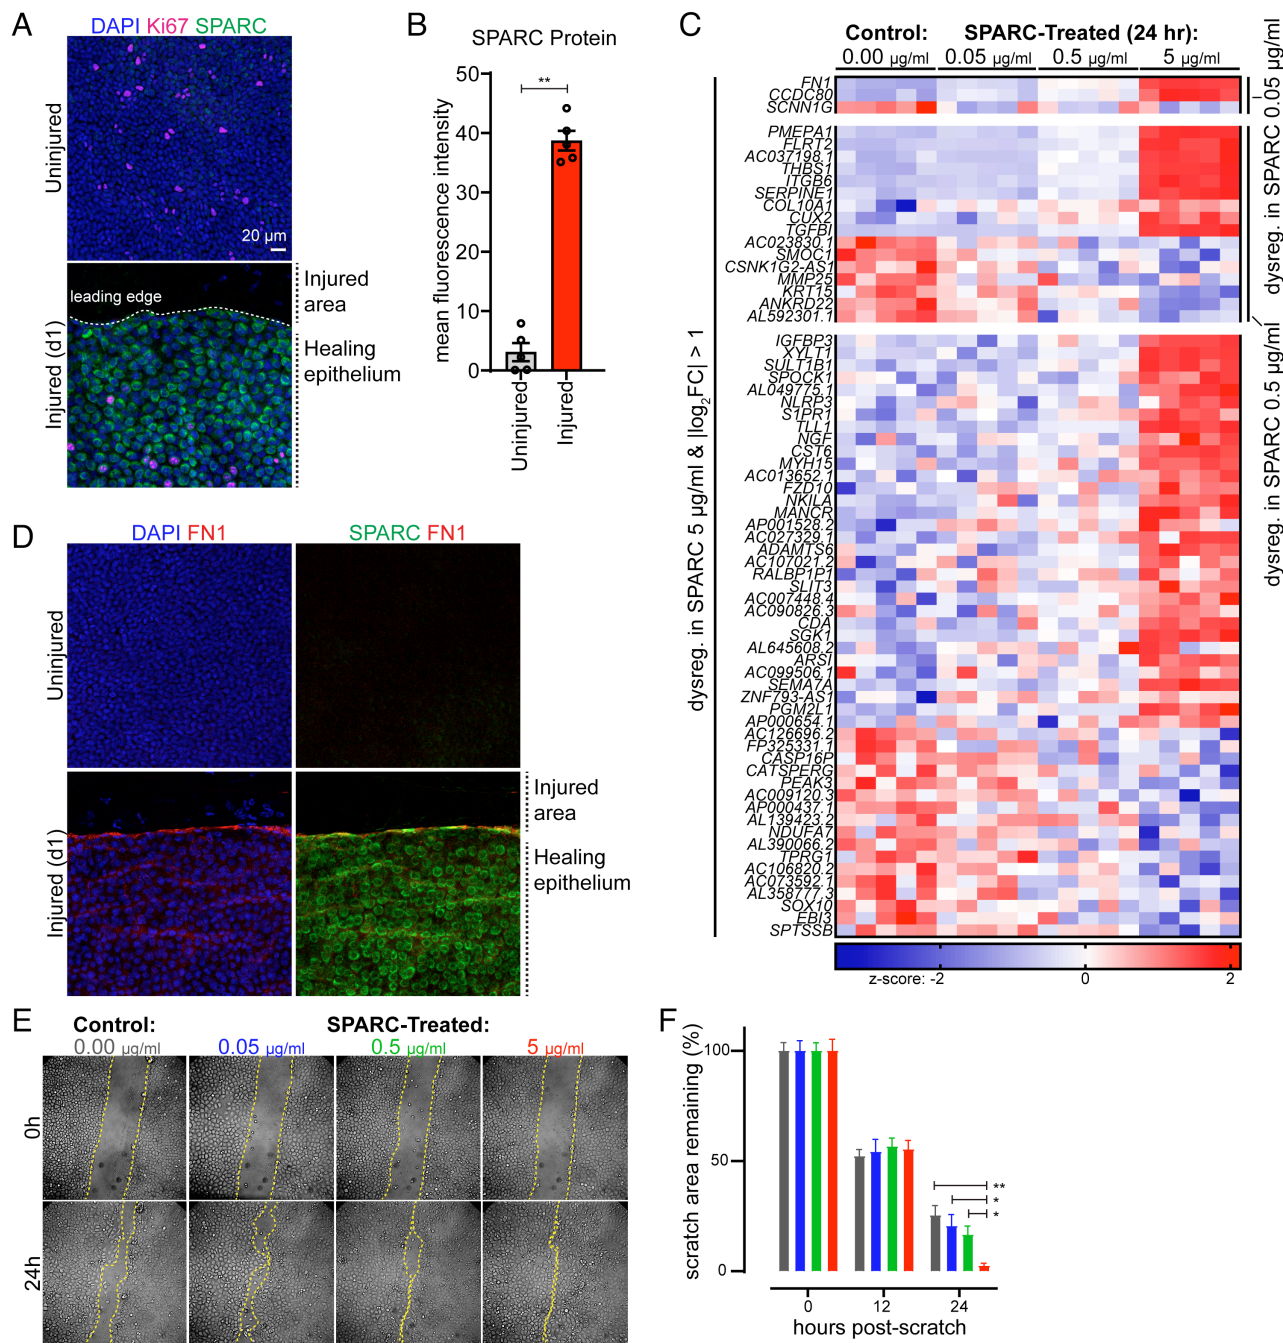 A
DAPI Ki67 SPARC
Uninjured
20 µm
leading edge
Injured (d1)
Injured
area
Healing
epithelium
B
SPARC Protein
mean fluorescence intensity
50
40
30
20
10
0
**
Uninjured
Injured
C
Control:
SPARC-Treated (24 hr):
0.00 µg/ml
0.05 µg/ml
0.5 µg/ml
5 µg/ml
dysreg. in SPARC 5 µg/ml & |log₂FC| > 1
dysreg. in SPARC 0.05 µg/ml
dysreg. in SPARC 0.5 µg/ml
FN1
CCDC80
SCNN1G
PMEPA1
FLRT2
AC037198.1
THBS1
ITGB6
SERPINE1
COL10A1
CUX2
TGFBI
AC023830.1
SMOC1
CSNK1G2-AS1
MMP25
KRT15
ANKRD22
AL592301.1
IGFBP3
XYLT1
SULT1B1
SPOCK1
AL049775.1
NLRP3
S1PR1
TLL1
NGF
CST6
MYH15
AC013652.1
FZD10
NKILA
MANCR
AP001528.2
AC027329.1
ADAMTS6
AC107021.2
RALBP1P1
SLIT3
AC007448.4
AC090826.3
CDA
SGK1
AL645608.2
ARSI
AC099506.1
SEMA7A
ZNF793-AS1
PGM2L1
AP000654.1
AC126696.2
FP325331.1
CASP16P
CATSPERG
PEAK3
AC009120.3
AP000437.1
AL139423.2
NDUFA7
AL390066.2
TPRG1
AC106820.2
AC073592.1
AL358777.3
SOX10
EBI3
SPTSSB
z-score: -2
0
2
D
DAPI FN1
SPARC FN1
Uninjured
Injured (d1)
Injured
area
Healing
epithelium
E
Control:
SPARC-Treated:
0.00 µg/ml
0.05 µg/ml
0.5 µg/ml
5 µg/ml
0h
24h
F
scratch area remaining (%)
100
50
0
**
*
*
0
12
24
hours post-scratch